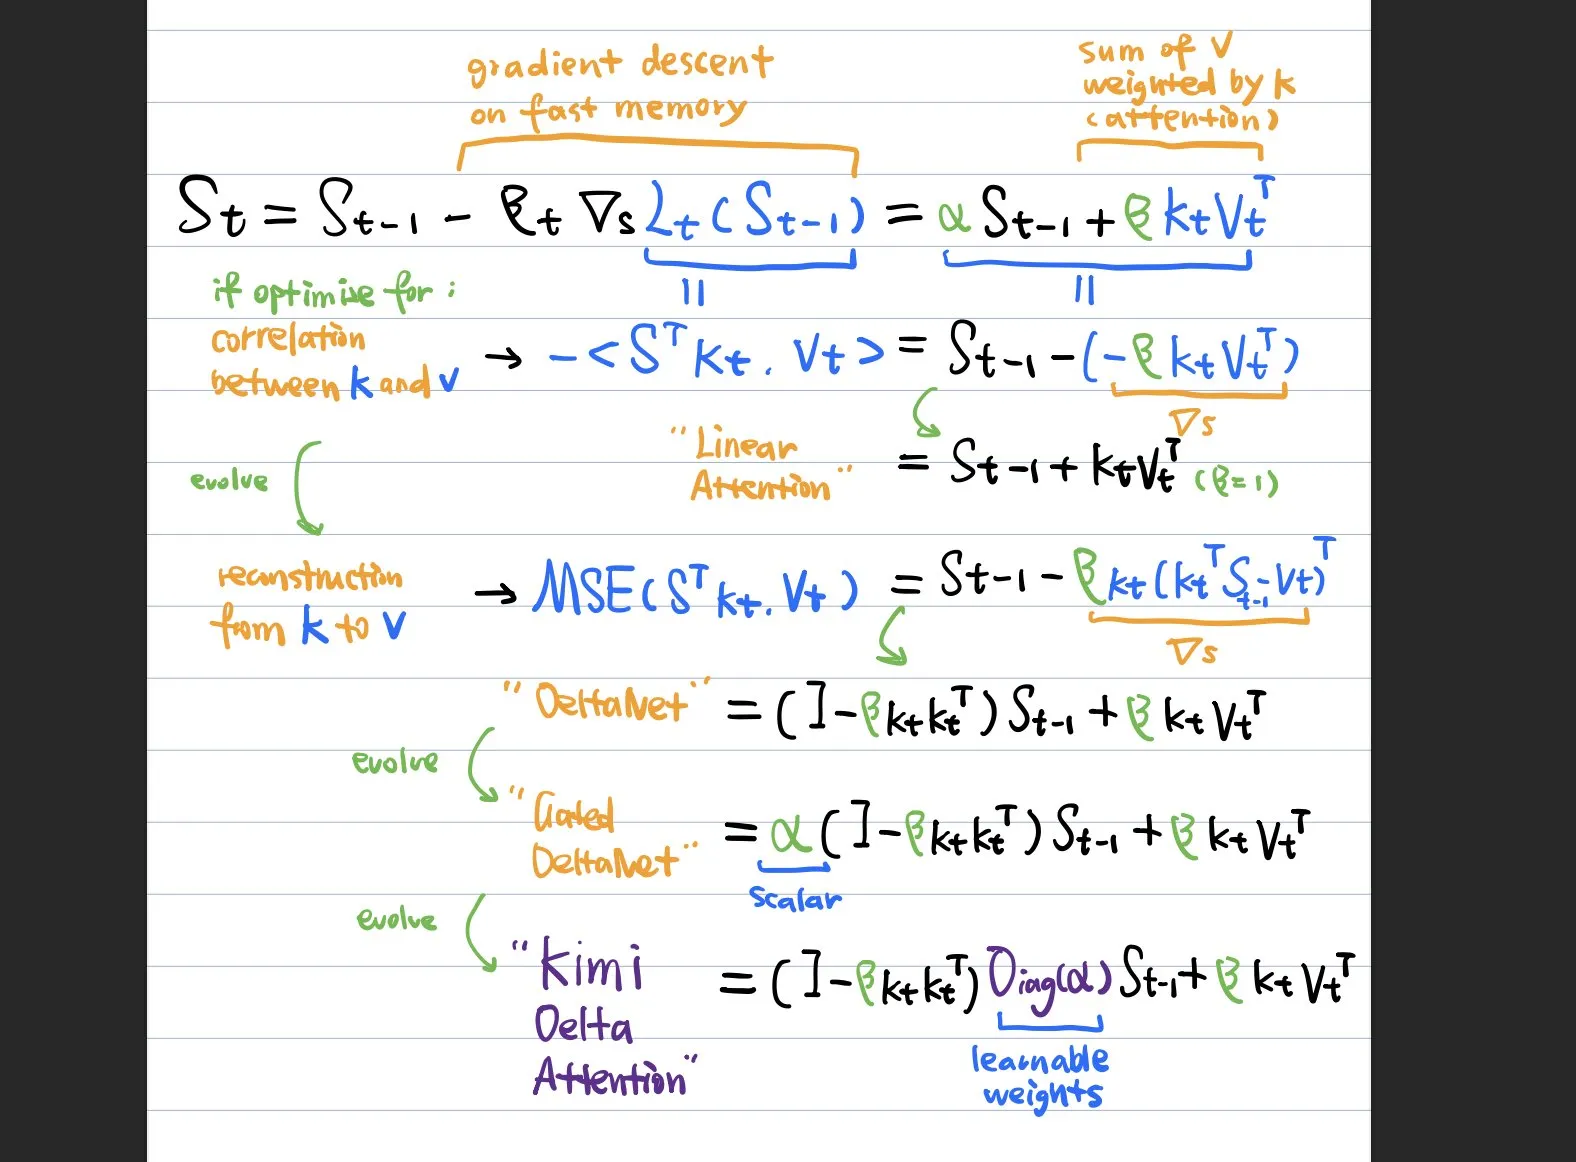 gradient descent
on fast memory
sum of V
weighted by k
(attention)
S_t = S_{t-1} - β_t ∇_S L_t(S_{t-1}) = α S_{t-1} + β k_t V_t^T
if optimize for:
correlation
between k and v
→ -<S^T k_t, V_t> = S_{t-1} - (-β k_t V_t^T)
∇s
evolve
"Linear
Attention"
= S_{t-1} + k_t V_t^T (β=1)
reconstruction
from k to v
→ MSE(S^T k_t, V_t) = S_{t-1} - β k_t (k_t^T S_{t-1} - V_t)^T
∇s
"DeltaNet" = (I - β k_t k_t^T) S_{t-1} + β k_t V_t^T
evolve
"Gated
DeltaNet"
= α (I - β k_t k_t^T) S_{t-1} + β k_t V_t^T
scalar
evolve
"Kimi
Delta
Attention"
= (I - β k_t k_t^T) Diag(α) S_{t-1} + β k_t V_t^T
learnable
weights